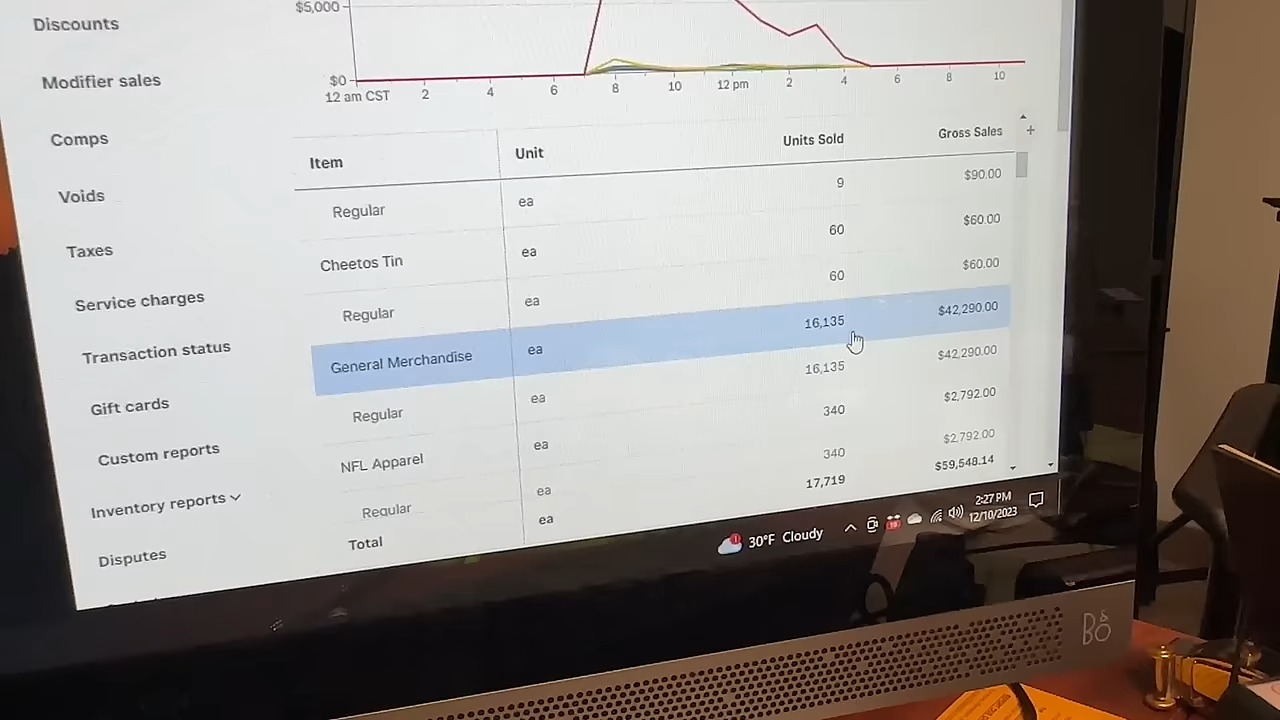 $5,000
$0
12 am CST 2 4 6 8 10 12 pm 2 4 6 8 10
Discounts
Modifier sales
Comps
Voids
Taxes
Service charges
Transaction status
Gift cards
Custom reports
Inventory reports
Disputes
Item Unit Units Sold Gross Sales +
Regular ea 9 $90.00
Cheetos Tin ea 60 $60.00
Regular ea 60 $60.00
General Merchandise ea 16,135 $42,290.00
Regular ea 16,135 $42,290.00
NFL Apparel ea 340 $2,792.00
Regular ea 340 $2,792.00
Total ea 17,719 $59,548.14
30°F Cloudy
2:27 PM
12/10/2023
B&O